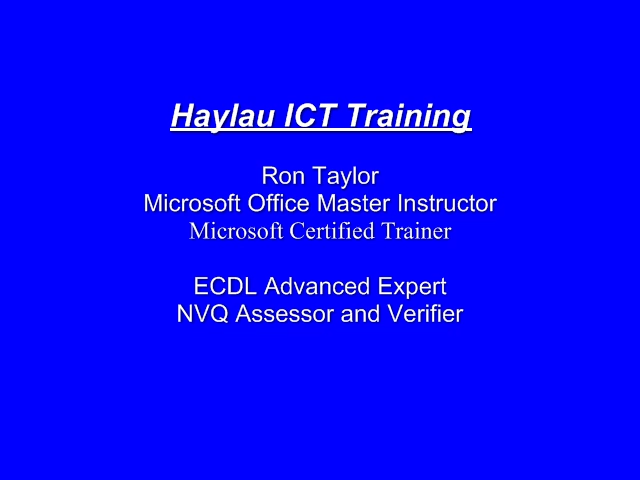 Haylau ICT Training
Ron Taylor
Microsoft Office Master Instructor
Microsoft Certified Trainer
ECDL Advanced Expert
NVQ Assessor and Verifier